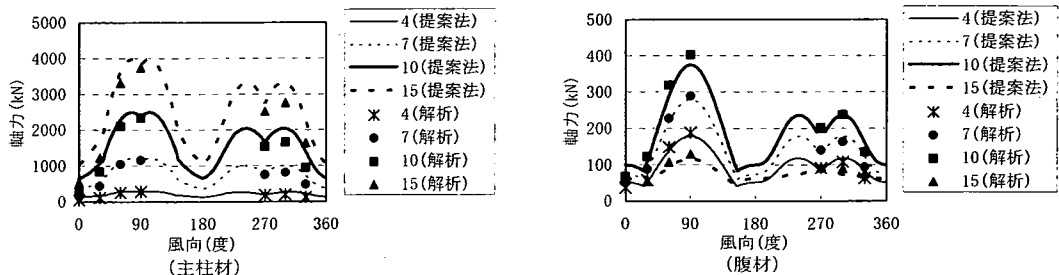 軸力(kN)
5000
4000
3000
2000
1000
0
0 90 180 270 360
風向(度)
(主柱材)
4(提案法)
7(提案法)
10(提案法)
15(提案法)
4(解析)
7(解析)
10(解析)
15(解析)
軸力(kN)
500
400
300
200
100
0
0 90 180 270 360
風向(度)
(腹材)
4(提案法)
7(提案法)
10(提案法)
15(提案法)
4(解析)
7(解析)
10(解析)
15(解析)